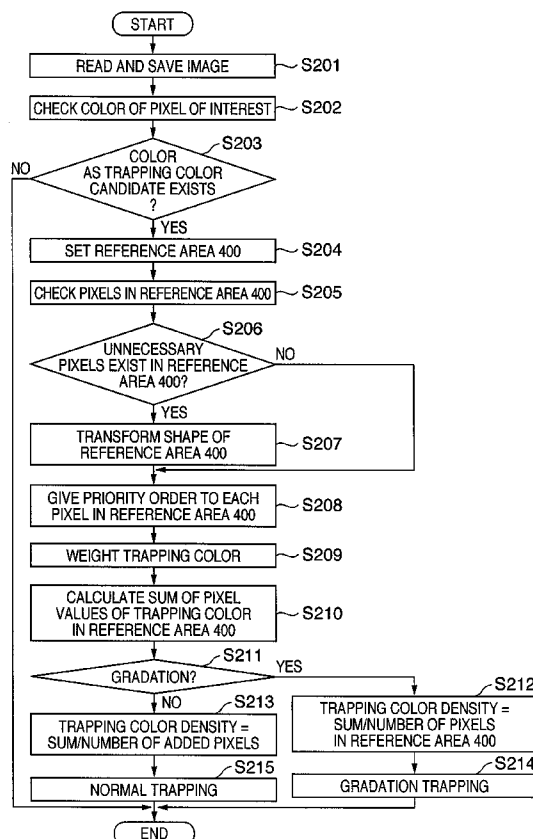 START
READ AND SAVE IMAGE
S201
CHECK COLOR OF PIXEL OF INTEREST
S202
S203
COLOR
AS TRAPPING COLOR
CANDIDATE EXISTS
?
NO
YES
SET REFERENCE AREA 400
S204
CHECK PIXELS IN REFERENCE AREA 400
S205
S206
UNNECESSARY
PIXELS EXIST IN REFERENCE
AREA 400?
NO
YES
TRANSFORM SHAPE OF
REFERENCE AREA 400
S207
GIVE PRIORITY ORDER TO EACH
PIXEL IN REFERENCE AREA 400
S208
WEIGHT TRAPPING COLOR
S209
CALCULATE SUM OF PIXEL
VALUES OF TRAPPING COLOR
IN REFERENCE AREA 400
S210
S211
GRADATION?
YES
NO
S213
TRAPPING COLOR DENSITY =
SUM/NUMBER OF ADDED PIXELS
S212
TRAPPING COLOR DENSITY =
SUM/NUMBER OF PIXELS
IN REFERENCE AREA 400
S215
NORMAL TRAPPING
S214
GRADATION TRAPPING
END